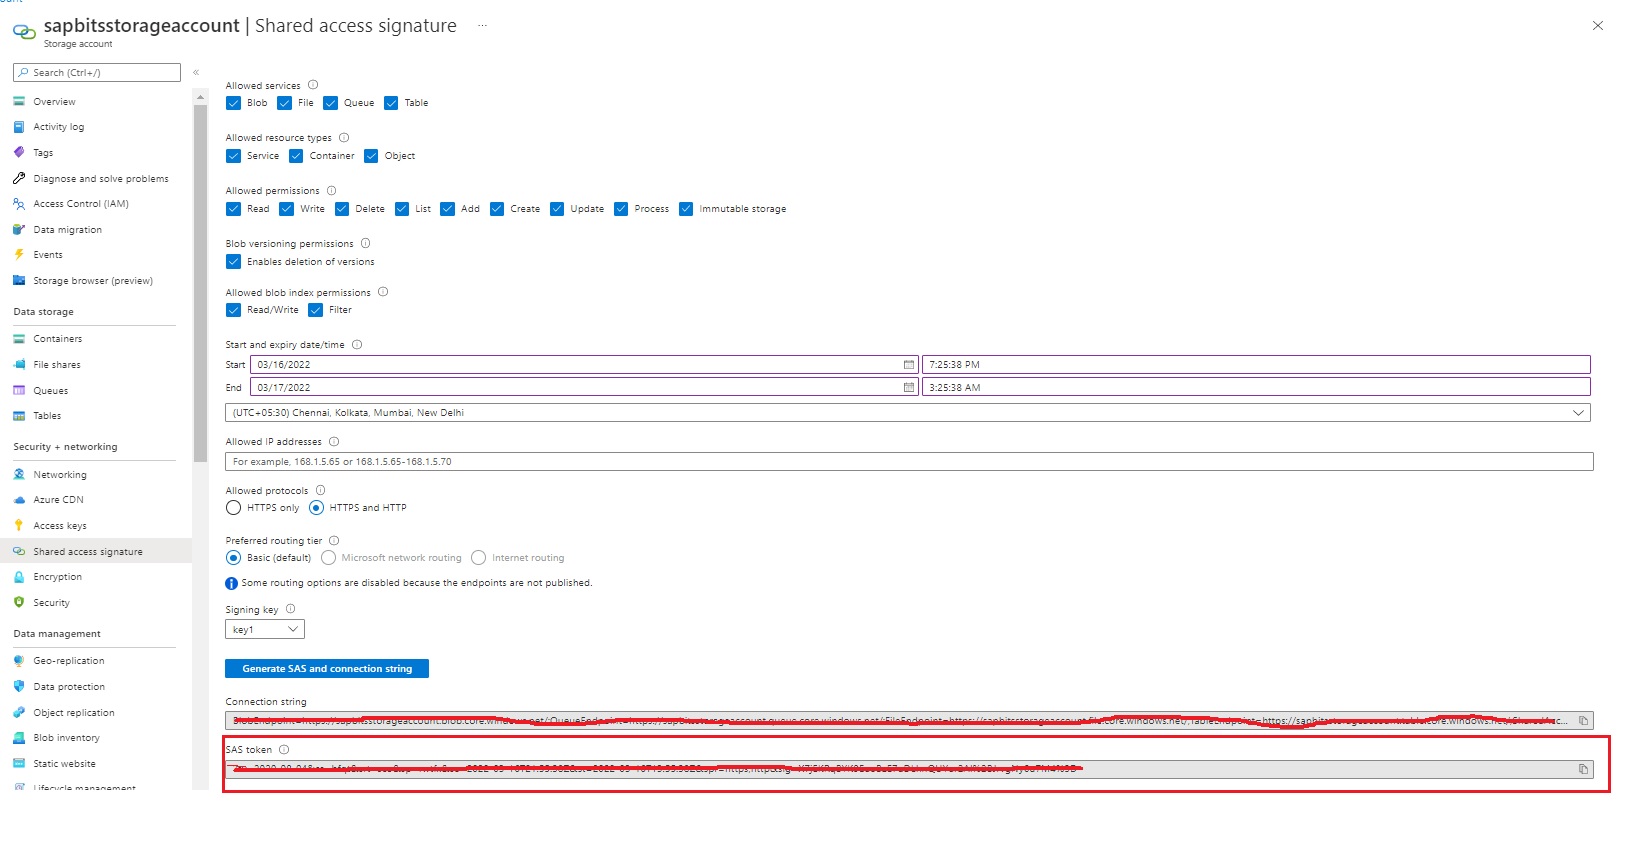 sapbitsstorageaccount | Shared access signature ...
Storage account
Search (Ctrl+/)
«
Overview
Activity log
Tags
Diagnose and solve problems
Access Control (IAM)
Data migration
Events
Storage browser (preview)
Data storage
Containers
File shares
Queues
Tables
Security + networking
Networking
Azure CDN
Access keys
Shared access signature
Encryption
Security
Data management
Geo-replication
Data protection
Object replication
Blob inventory
Static website
Lifecycle management
Allowed services
Blob File Queue Table
Allowed resource types
Service Container Object
Allowed permissions
Read Write Delete List Add Create Update Process Immutable storage
Blob versioning permissions
Enables deletion of versions
Allowed blob index permissions
Read/Write Filter
Start and expiry date/time
Start 03/16/2022 7:25:38 PM
End 03/17/2022 3:25:38 AM
(UTC+05:30) Chennai, Kolkata, Mumbai, New Delhi
Allowed IP addresses
For example, 168.1.5.65 or 168.1.5.65-168.1.5.70
Allowed protocols
HTTPS only HTTPS and HTTP
Preferred routing tier
Basic (default) Microsoft network routing Internet routing
Some routing options are disabled because the endpoints are not published.
Signing key
key1
Generate SAS and connection string
Connection string
SAS token